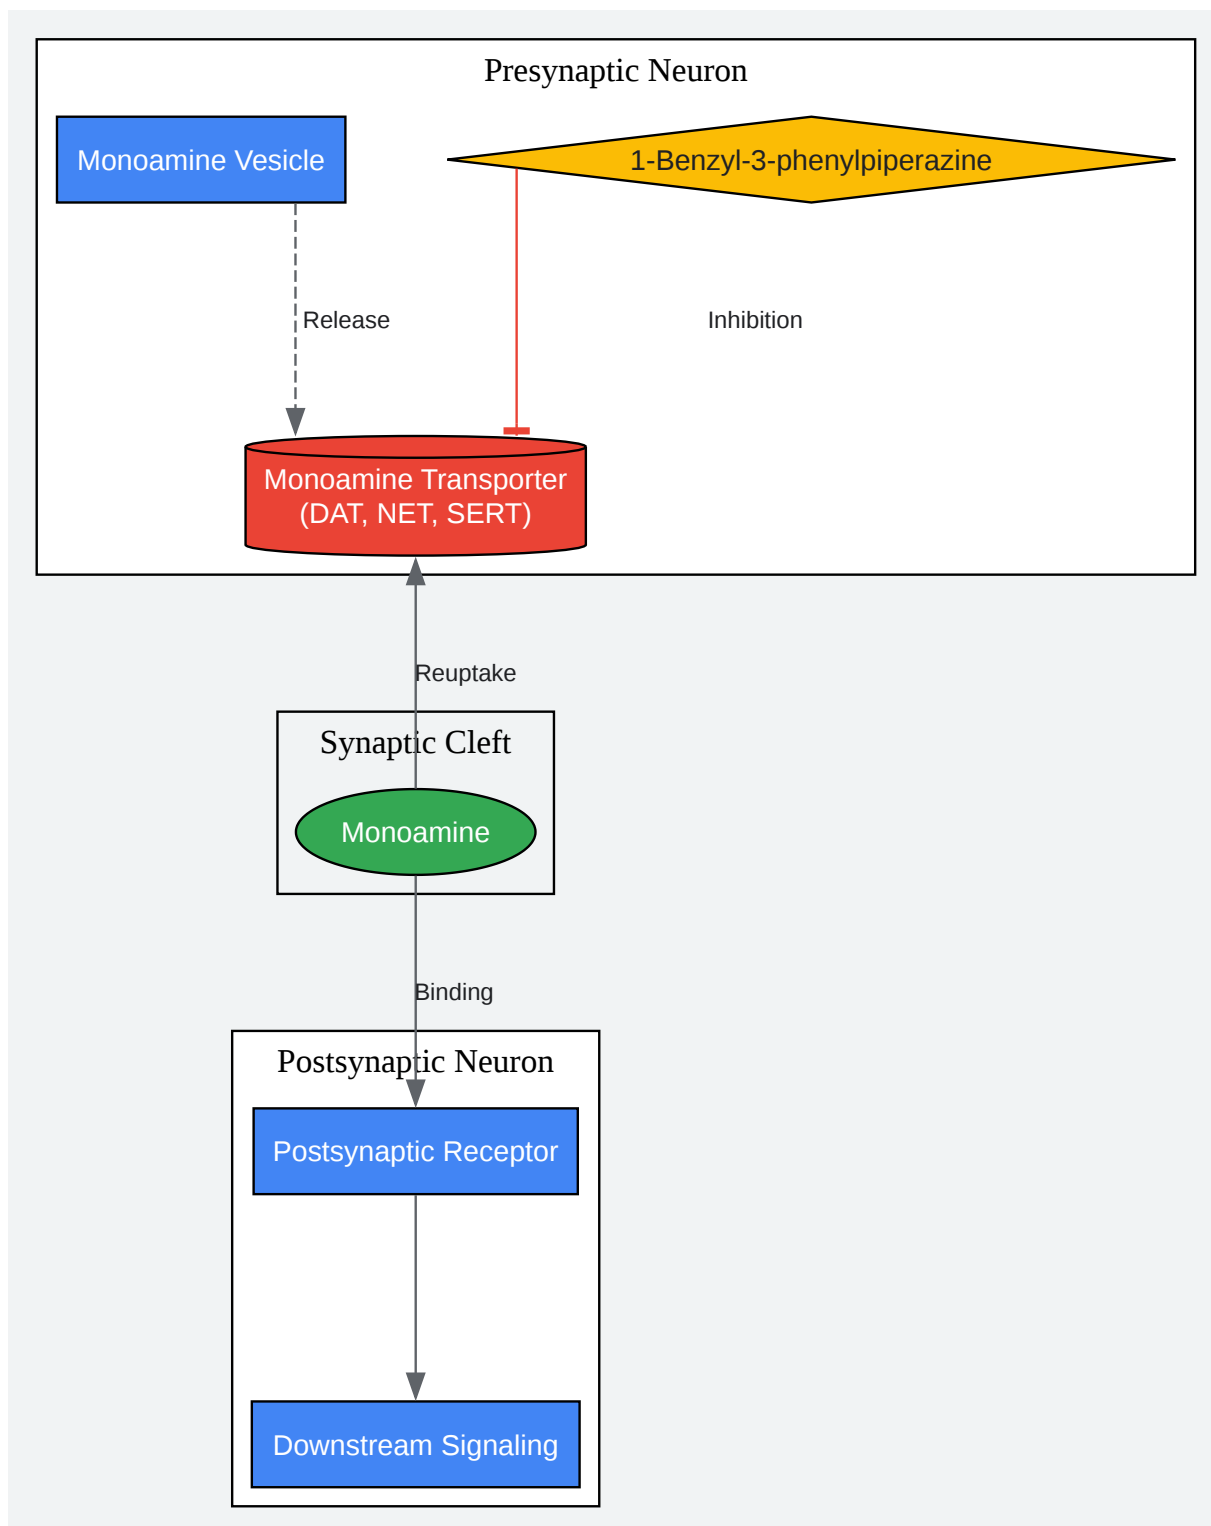 Presynaptic Neuron
Monoamine Vesicle
1-Benzyl-3-phenylpiperazine
Release
Inhibition
Monoamine Transporter
(DAT, NET, SERT)
Reuptake
Synaptic Cleft
Monoamine
Binding
Postsynaptic Neuron
Postsynaptic Receptor
Downstream Signaling